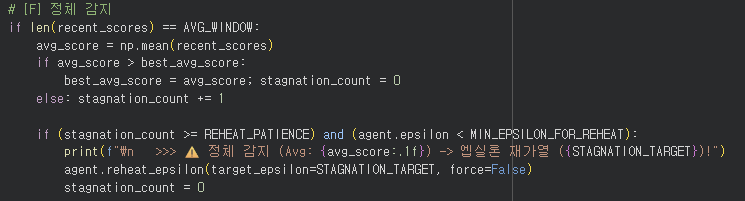 # [F] 정체 감지
if len(recent_scores) == AVG_WINDOW:
    avg_score = np.mean(recent_scores)
    if avg_score > best_avg_score:
        best_avg_score = avg_score; stagnation_count = 0
    else: stagnation_count += 1

    if (stagnation_count >= REHEAT_PATIENCE) and (agent.epsilon < MIN_EPSILON_FOR_REHEAT):
        print(f"₩n   >>> ⚠️ 정체 감지 (Avg: {avg_score:.1f}) -> 엡실론 재가열 ({STAGNATION_TARGET})!")
        agent.reheat_epsilon(target_epsilon=STAGNATION_TARGET, force=False)
        stagnation_count = 0